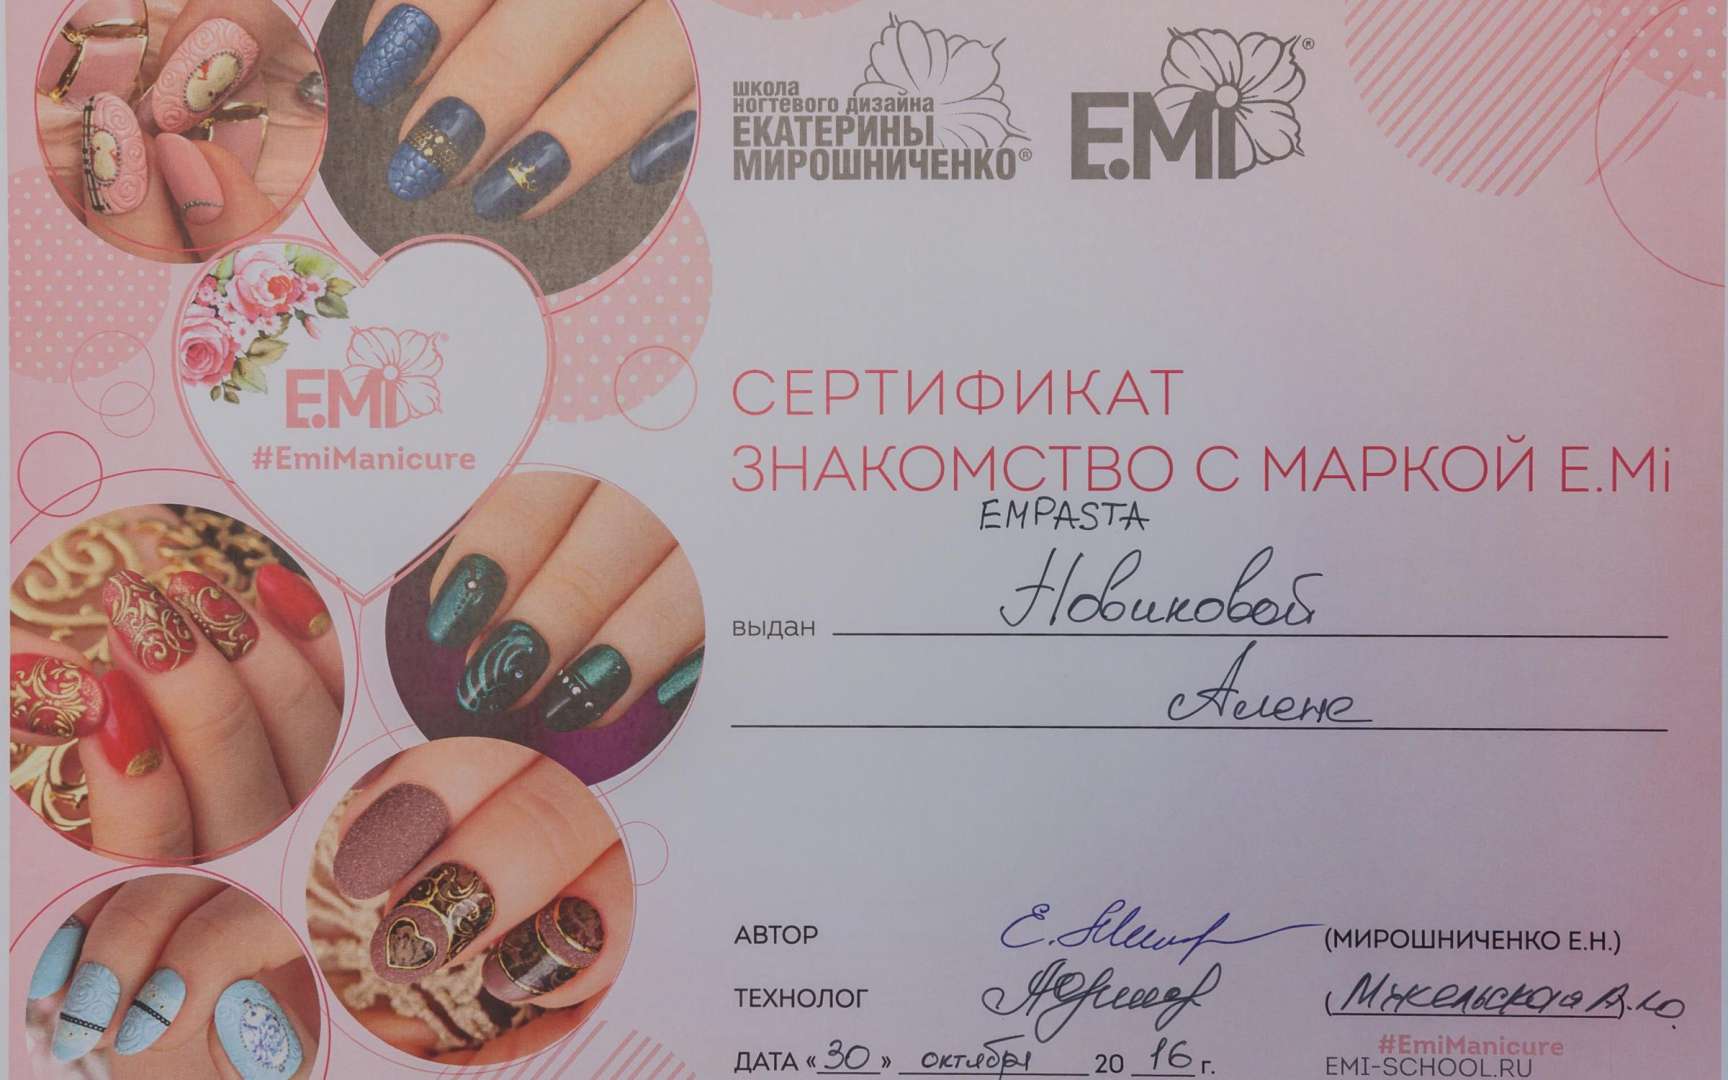 школа
ногтевого дизайна
ЕКАТЕРИНЫ
МИРОШНИЧЕНКО®
E.Mi®
E.Mi®
#EmiManicure
СЕРТИФИКАТ
ЗНАКОМСТВО С МАРКОЙ E.Mi
EMPASTA
выдан Новиковой
Алене
АВТОР (МИРОШНИЧЕНКО Е.Н.)
ТЕХНОЛОГ
ДАТА «30» октября 2016 г.
#EmiManicure
EMI-SCHOOL.RU